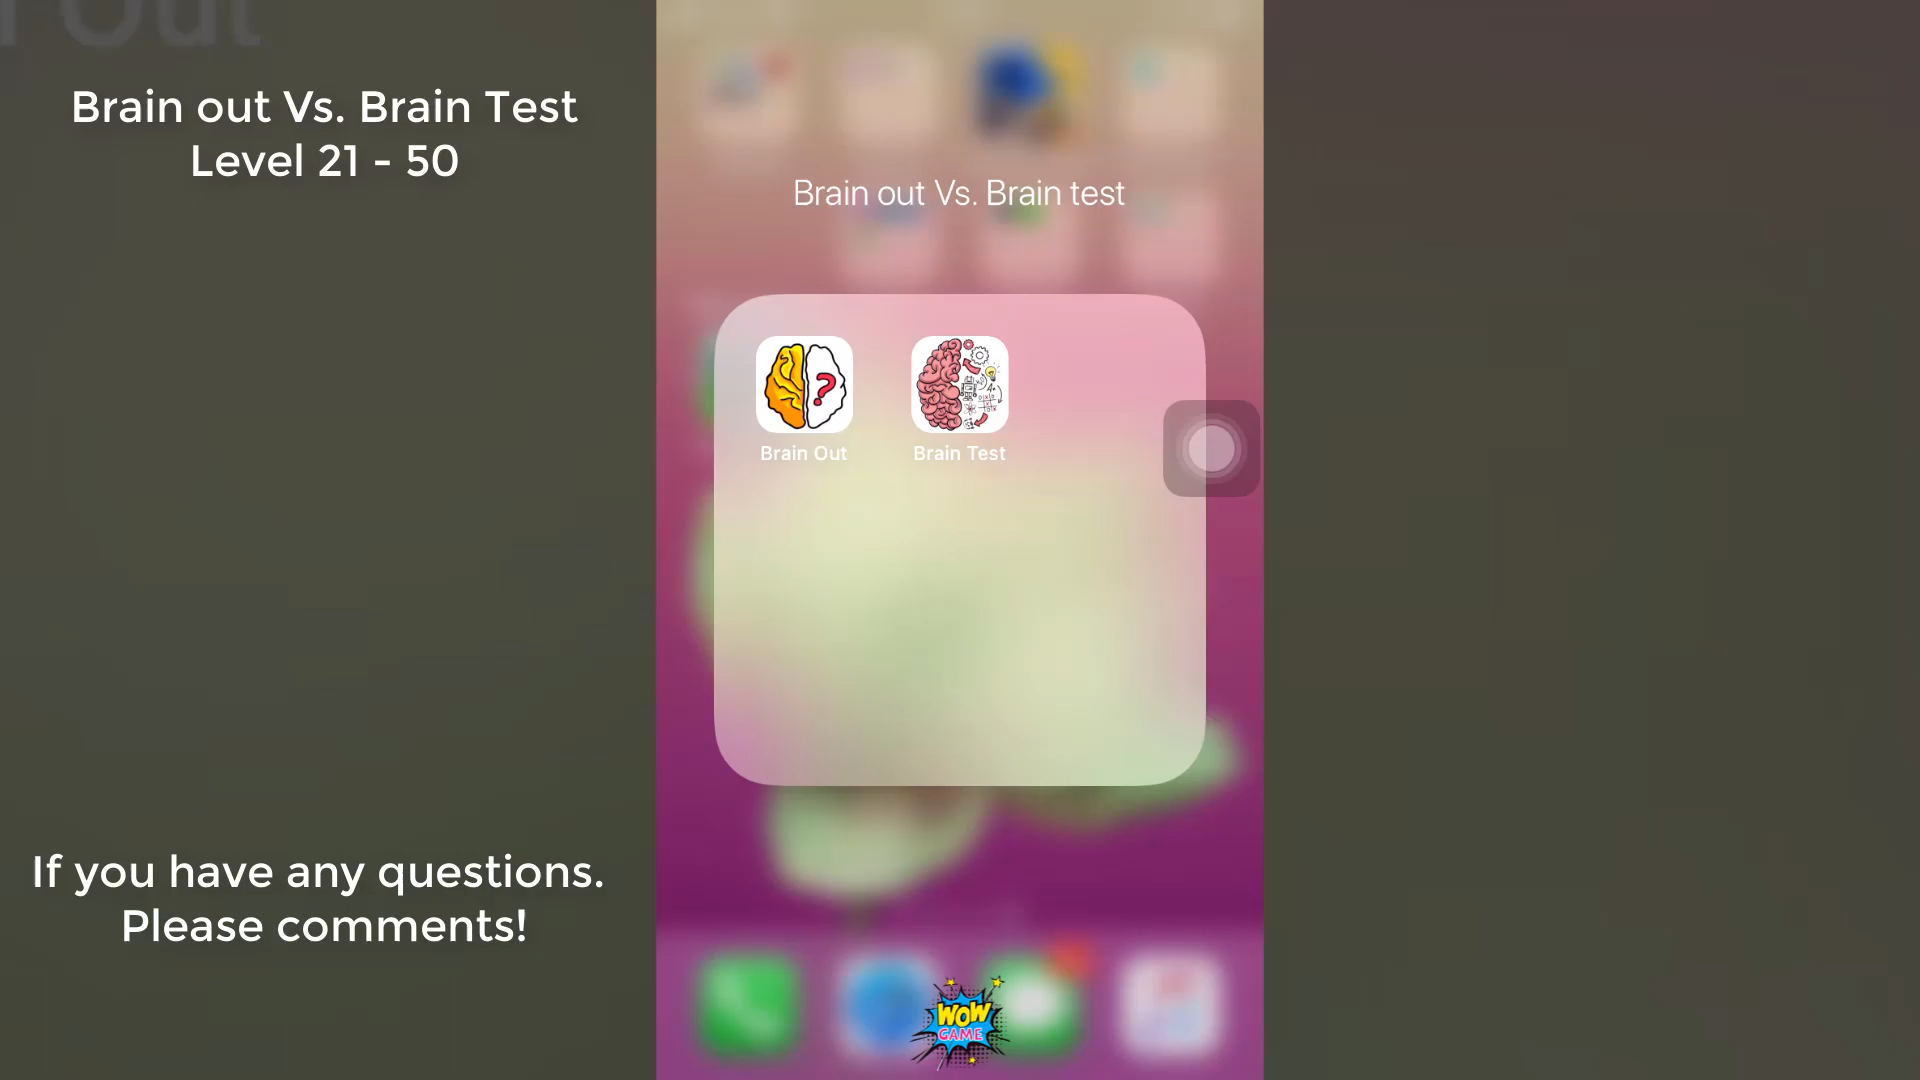 Out
Brain out Vs. Brain Test
Level 21 - 50
Brain out Vs. Brain test
Brain Out
Brain Test
If you have any questions.
Please comments!
WOW
GAME